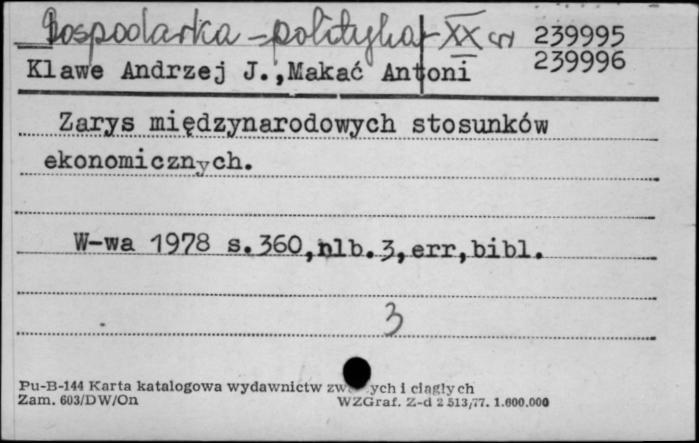 Gospodarka - polityka - XX w 239995
Klawe Andrzej J., Makać Antoni 239996
Zarys międzynarodowych stosunków
ekonomicznych.
W-wa 1978 s.360,nlb.3,err,bibl.
3
Pu-B-144 Karta katalogowa wydawnictw zw ych i ciągłych
Zam. 603/DW/On WZGraf. Z-d 2 513/77. 1.600.000